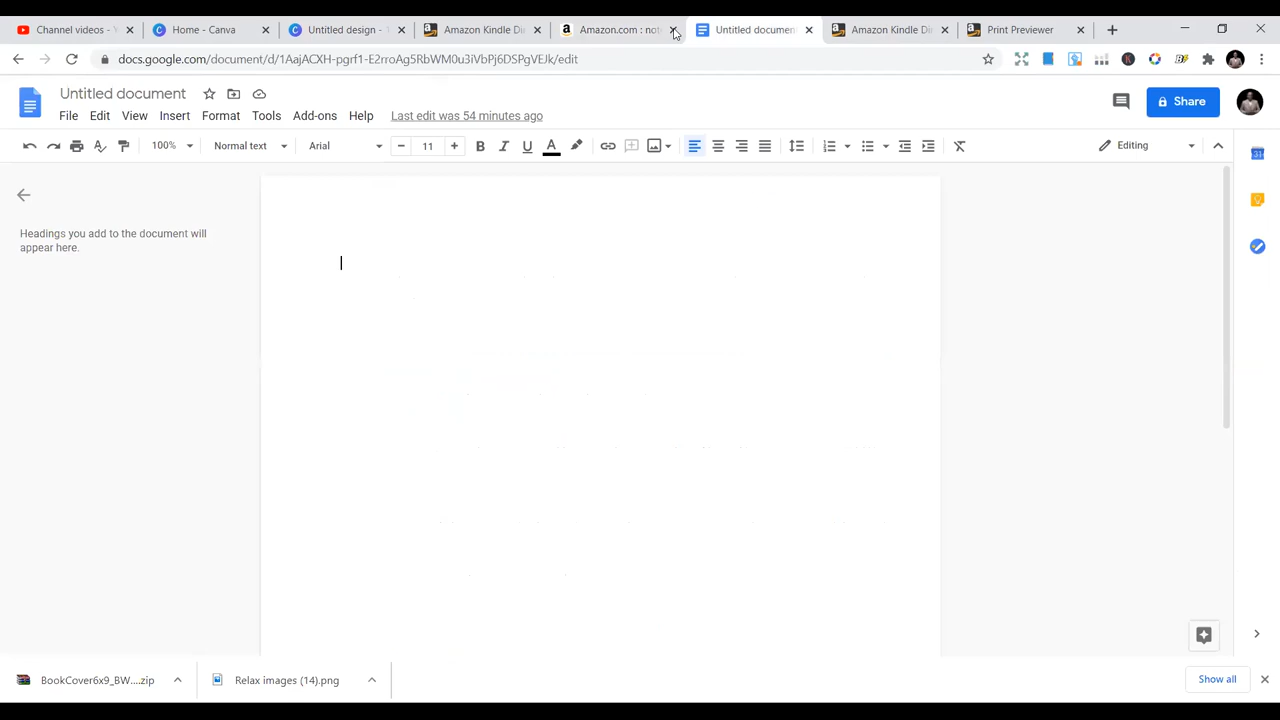 Channel videos - Y
Home - Canva
Untitled design -
Amazon Kindle Di
Amazon.com : not
Untitled documen
Amazon Kindle Di
Print Previewer
docs.google.com/document/d/1AajACXH-pgrf1-E2rroAg5RbWM0u3iVbPj6DSPgVEJk/edit
Untitled document
Share
File Edit View Insert Format Tools Add-ons Help Last edit was 54 minutes ago
100% Normal text Arial 11 B I U A Editing
31
Headings you add to the document will
appear here.
BookCover6x9_BW....zip
Relax images (14).png
Show all